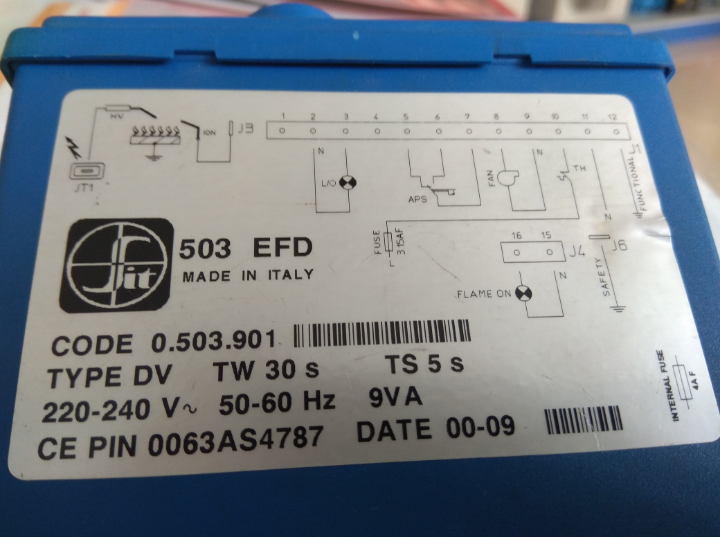 1 2 3 4 5 6 7 8 9 10 11 12
HV
ION
J3
JT1
N
L/O
APS
FAN
N
TH
N
FUNCTIONAL
FUSE
3.15AF
16 15
J4
J6
SAFETY
FLAME ON
N
Sit
503 EFD
MADE IN ITALY
CODE 0.503.901
TYPE DV TW 30 s TS 5 s
220-240 V~ 50-60 Hz 9VA
CE PIN 0063AS4787 DATE 00-09
INTERNAL FUSE
4A F